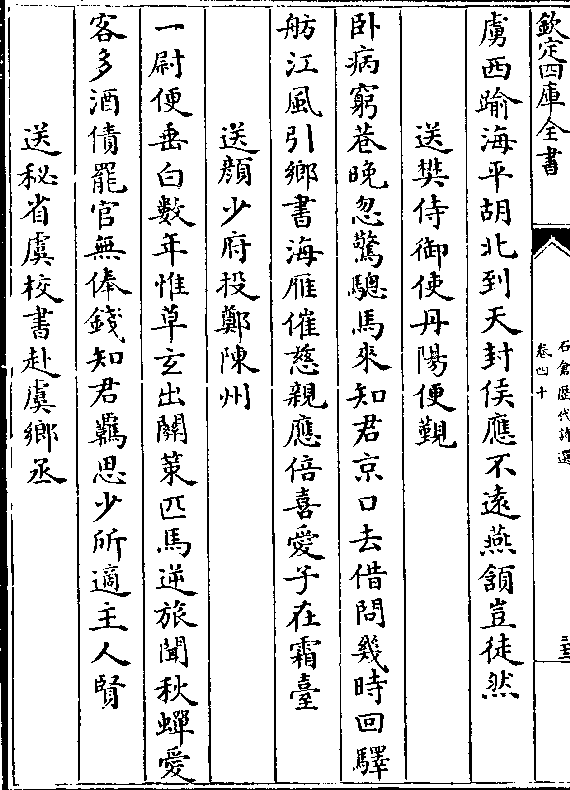 欽定四庫全書
石倉歷代詩選
卷四十
虜西踰海平胡北到天封侯應不遠燕頷豈徒然
送樊侍御使丹陽便覲
卧病窮巷晚忽驚驄馬來知君京口去借問幾時回驛
舫江風引鄉書海雁催慈親應倍喜愛子在霜臺
送顔少府投鄭陳州
一尉便垂白數年惟草玄出關策匹馬逆旅聞秋蟬愛
客多酒債罷官無俸錢知君羈思少所適主人賢
送秘省虞校書赴虞鄉丞